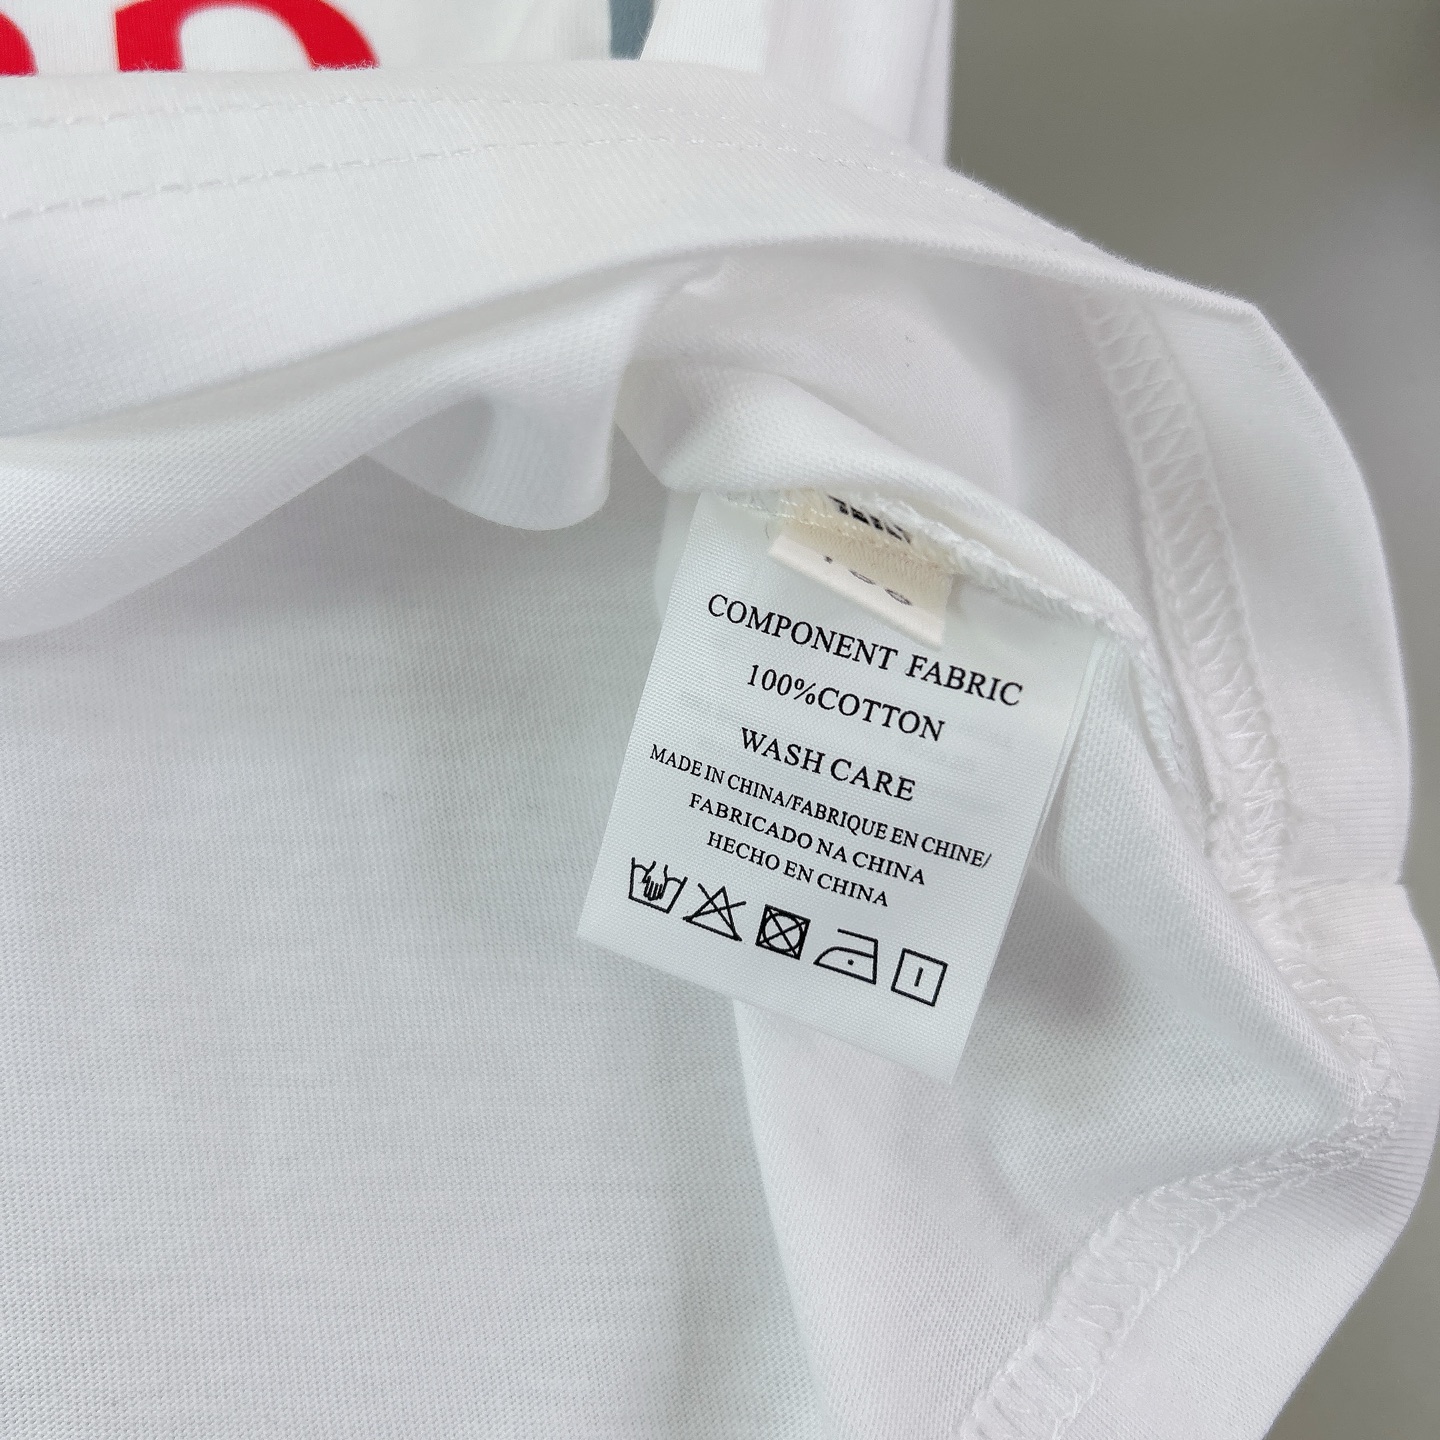 COMPONENT FABRIC
100%COTTON
WASH CARE
MADE IN CHINA/FABRIQUE EN CHINE/
FABRICADO NA CHINA
HECHO EN CHINA